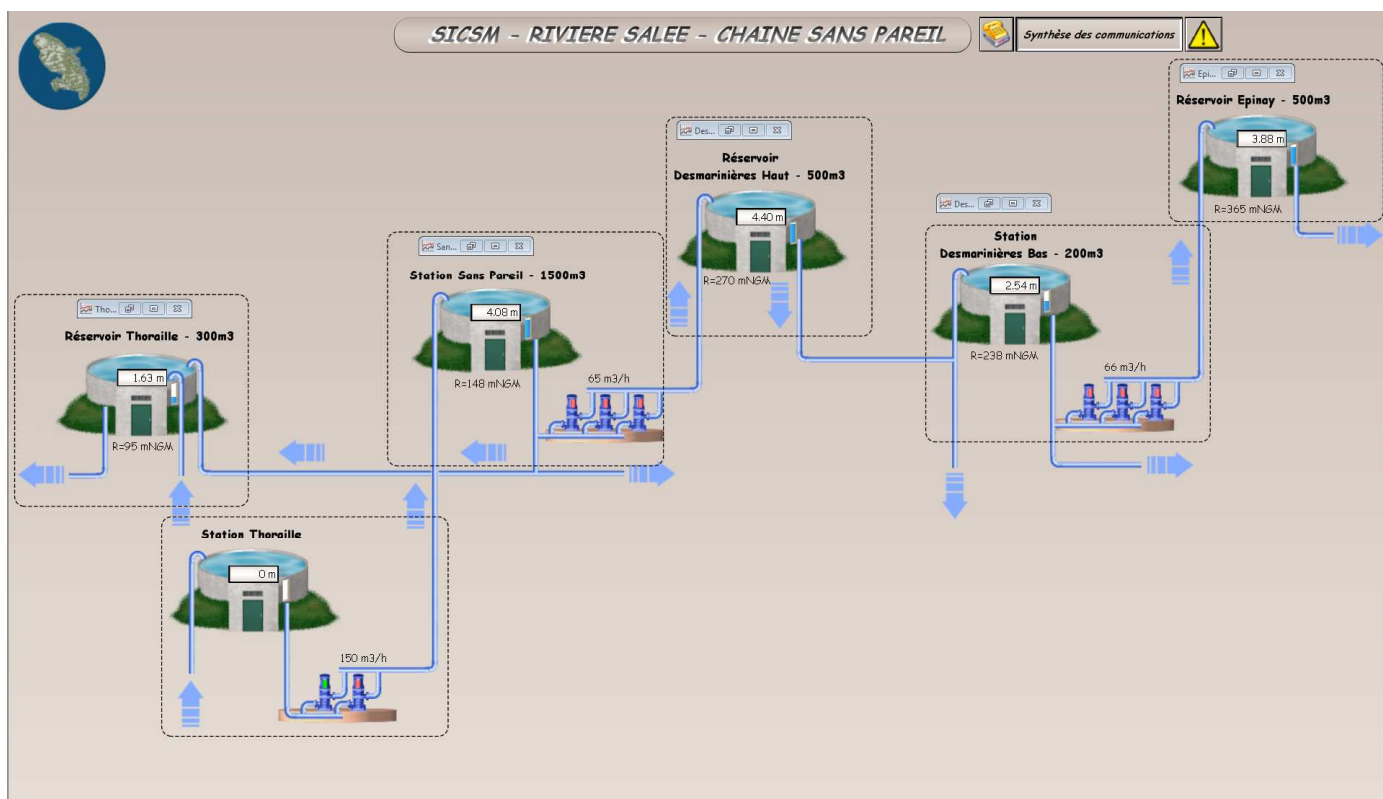 SICSM - RIVIERE SALEE - CHAINE SANS PAREIL
Synthèse des communications
Epi...
Réservoir Epinay - 500m3
3.88 m
R=365 mNGM
Des...
Réservoir
Desmarinières Haut - 500m3
4.40 m
R=270 mNGM
Des...
Station
Desmarinières Bas - 200m3
2.54 m
R=238 mNGM
66 m3/h
San...
Station Sans Pareil - 1500m3
4.08 m
R=148 mNGM
65 m3/h
Tho...
Réservoir Thoraille - 300m3
1.63 m
R=95 mNGM
Station Thoraille
0 m
150 m3/h